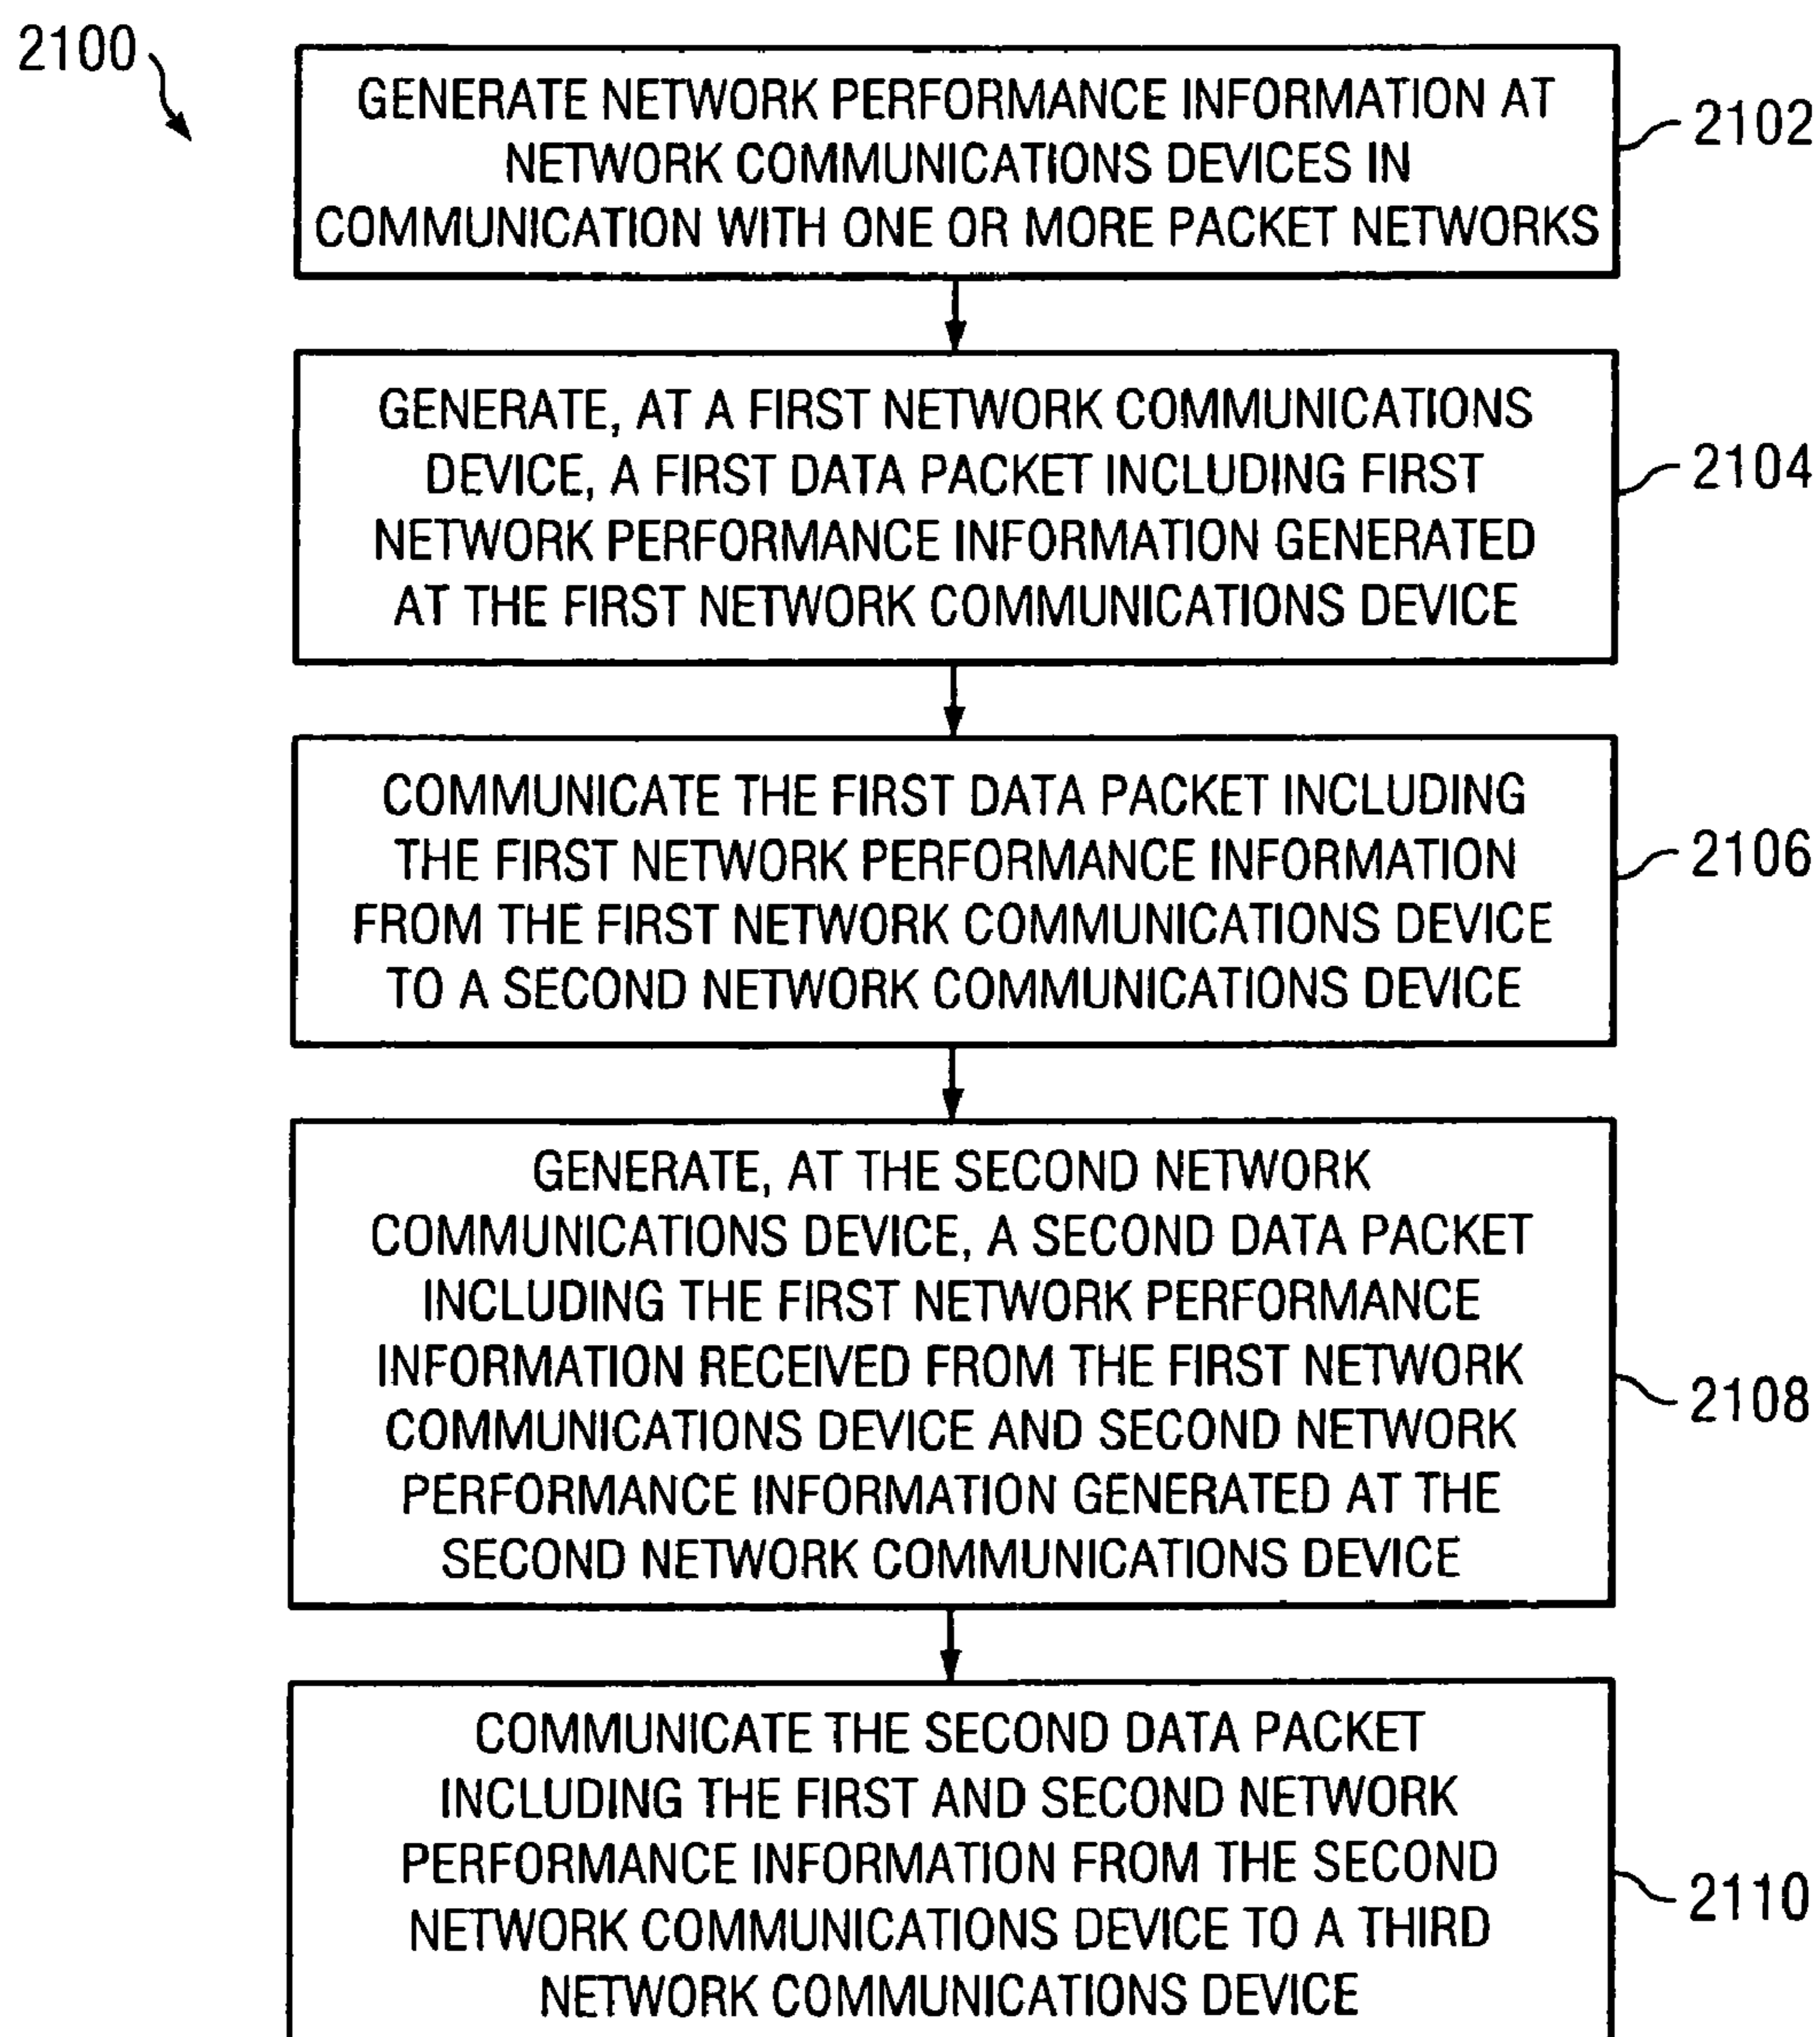 2100
GENERATE NETWORK PERFORMANCE INFORMATION AT
NETWORK COMMUNICATIONS DEVICES IN
COMMUNICATION WITH ONE OR MORE PACKET NETWORKS
2102
GENERATE, AT A FIRST NETWORK COMMUNICATIONS
DEVICE, A FIRST DATA PACKET INCLUDING FIRST
NETWORK PERFORMANCE INFORMATION GENERATED
AT THE FIRST NETWORK COMMUNICATIONS DEVICE
2104
COMMUNICATE THE FIRST DATA PACKET INCLUDING
THE FIRST NETWORK PERFORMANCE INFORMATION
FROM THE FIRST NETWORK COMMUNICATIONS DEVICE
TO A SECOND NETWORK COMMUNICATIONS DEVICE
2106
GENERATE, AT THE SECOND NETWORK
COMMUNICATIONS DEVICE, A SECOND DATA PACKET
INCLUDING THE FIRST NETWORK PERFORMANCE
INFORMATION RECEIVED FROM THE FIRST NETWORK
COMMUNICATIONS DEVICE AND SECOND NETWORK
PERFORMANCE INFORMATION GENERATED AT THE
SECOND NETWORK COMMUNICATIONS DEVICE
2108
COMMUNICATE THE SECOND DATA PACKET
INCLUDING THE FIRST AND SECOND NETWORK
PERFORMANCE INFORMATION FROM THE SECOND
NETWORK COMMUNICATIONS DEVICE TO A THIRD
NETWORK COMMUNICATIONS DEVICE
2110